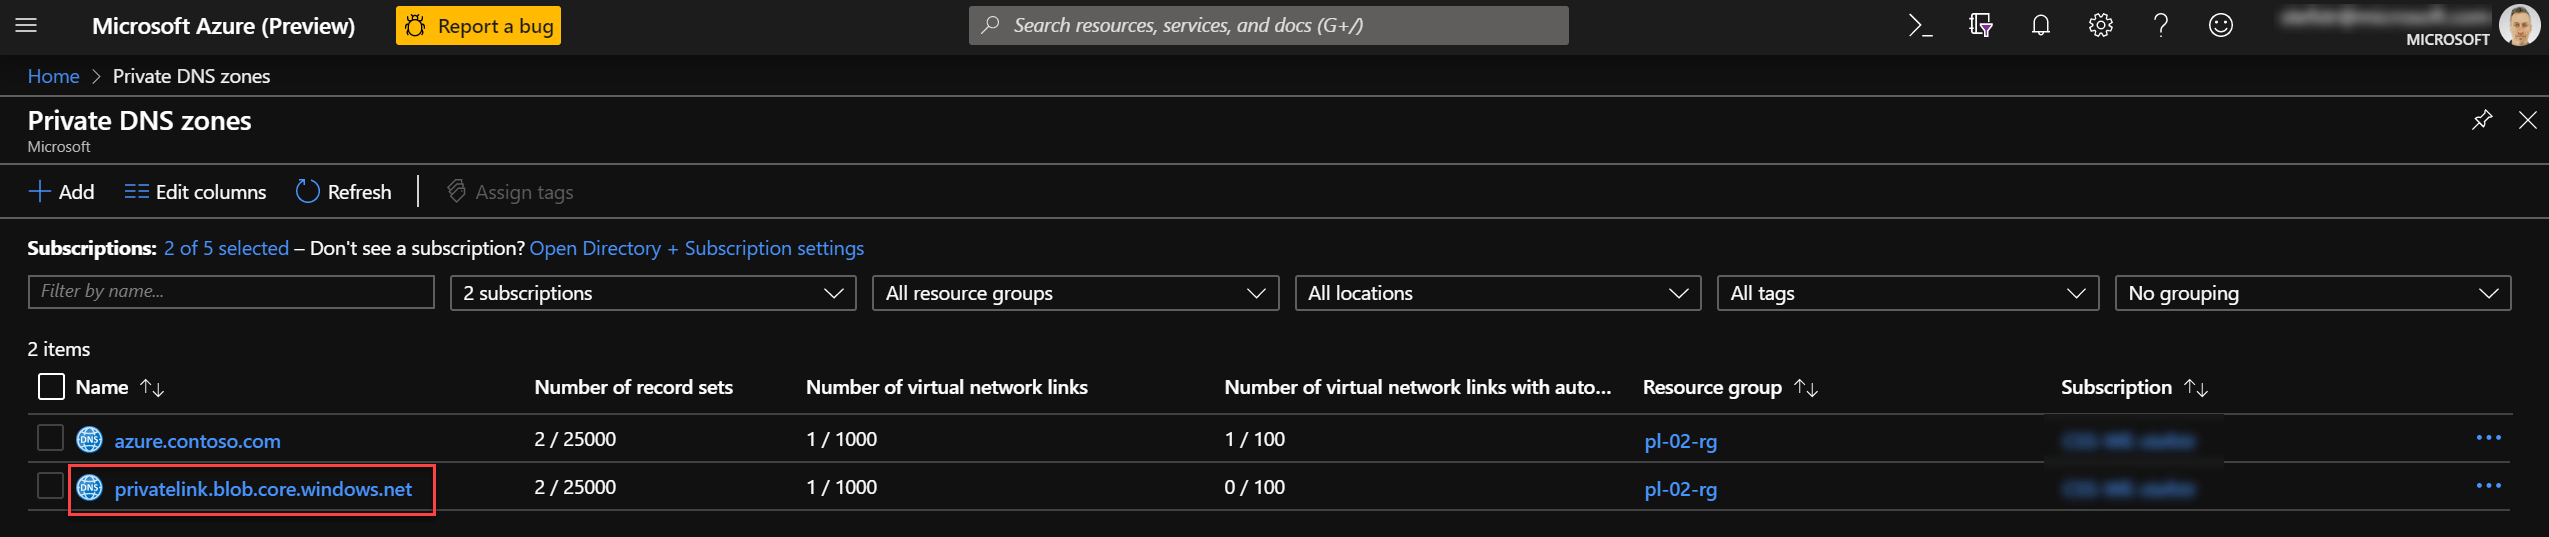 Microsoft Azure (Preview)
Report a bug
Search resources, services, and docs (G+/)
MICROSOFT
Home > Private DNS zones
Private DNS zones
Microsoft
Add
Edit columns
Refresh
Assign tags
Subscriptions: 2 of 5 selected – Don't see a subscription? Open Directory + Subscription settings
Filter by name...
2 subscriptions
All resource groups
All locations
All tags
No grouping
2 items
Name
Number of record sets
Number of virtual network links
Number of virtual network links with auto...
Resource group
Subscription
DNS azure.contoso.com
2 / 25000
1 / 1000
1 / 100
pl-02-rg
DNS privatelink.blob.core.windows.net
2 / 25000
1 / 1000
0 / 100
pl-02-rg